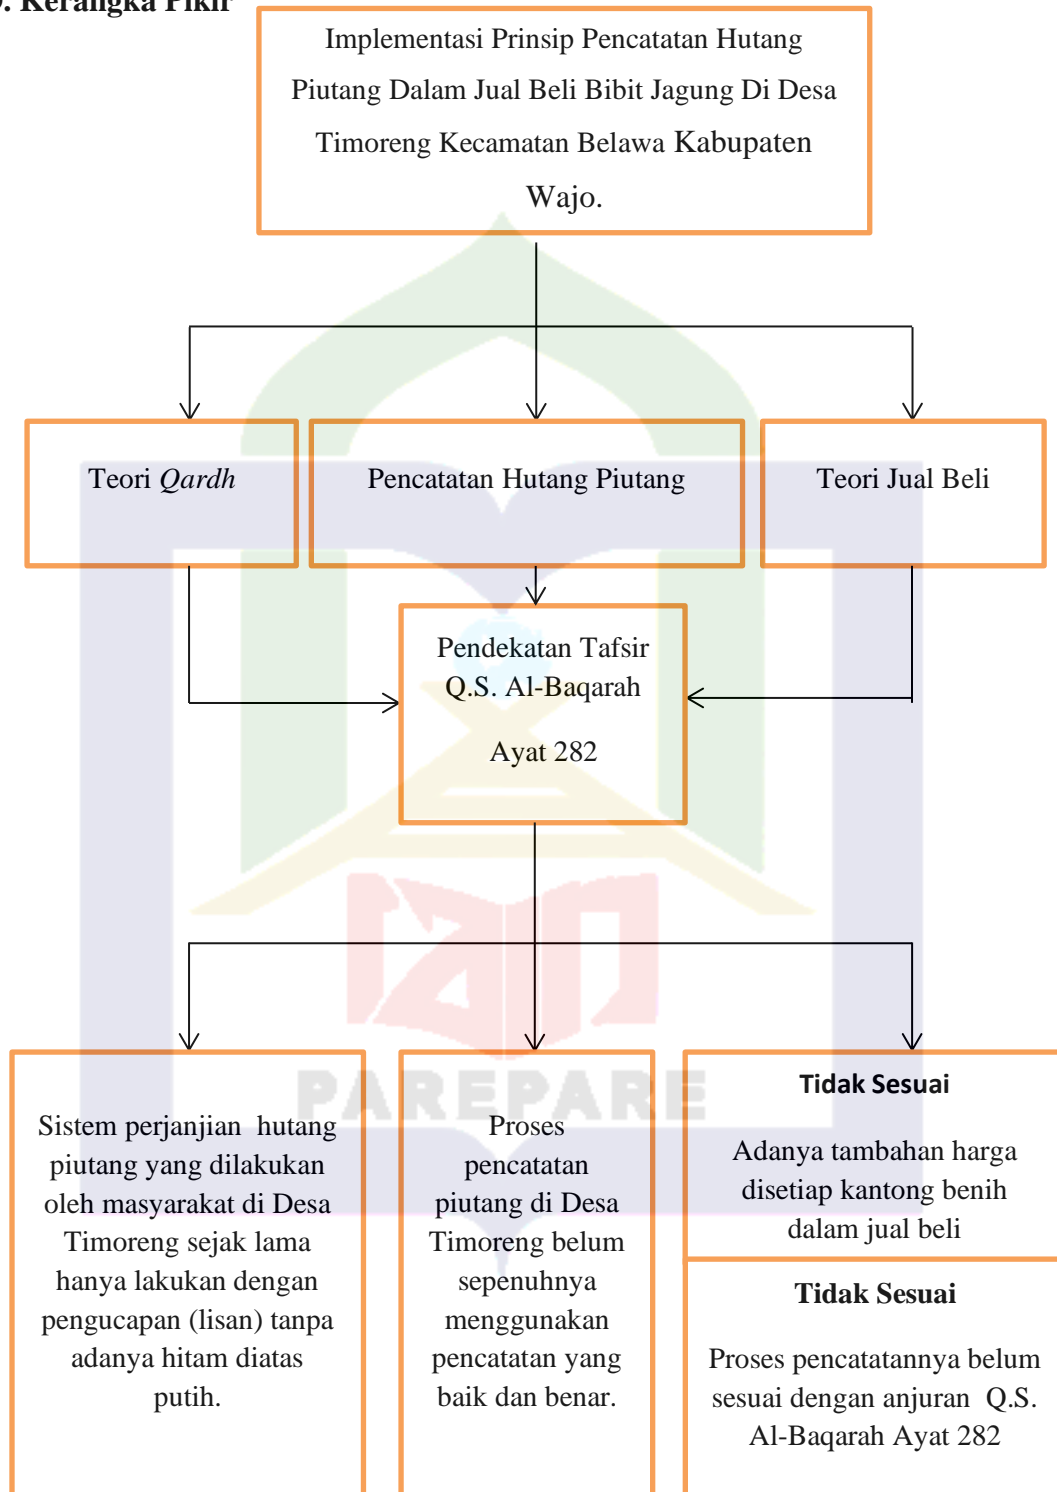 D. Kerangka Pikir
Implementasi Prinsip Pencatatan Hutang
Piutang Dalam Jual Beli Bibit Jagung Di Desa
Timoreng Kecamatan Belawa Kabupaten
Wajo.
Teori Qardh
Pencatatan Hutang Piutang
Teori Jual Beli
Pendekatan Tafsir
Q.S. Al-Baqarah
Ayat 282
PAREPARE
Sistem perjanjian hutang
piutang yang dilakukan
oleh masyarakat di Desa
Timoreng sejak lama
hanya lakukan dengan
pengucapan (lisan) tanpa
adanya hitam diatas
putih.
Proses
pencatatan
piutang di Desa
Timoreng belum
sepenuhnya
menggunakan
pencatatan yang
baik dan benar.
Tidak Sesuai
Adanya tambahan harga
disetiap kantong benih
dalam jual beli
Tidak Sesuai
Proses pencatatannya belum
sesuai dengan anjuran Q.S.
Al-Baqarah Ayat 282